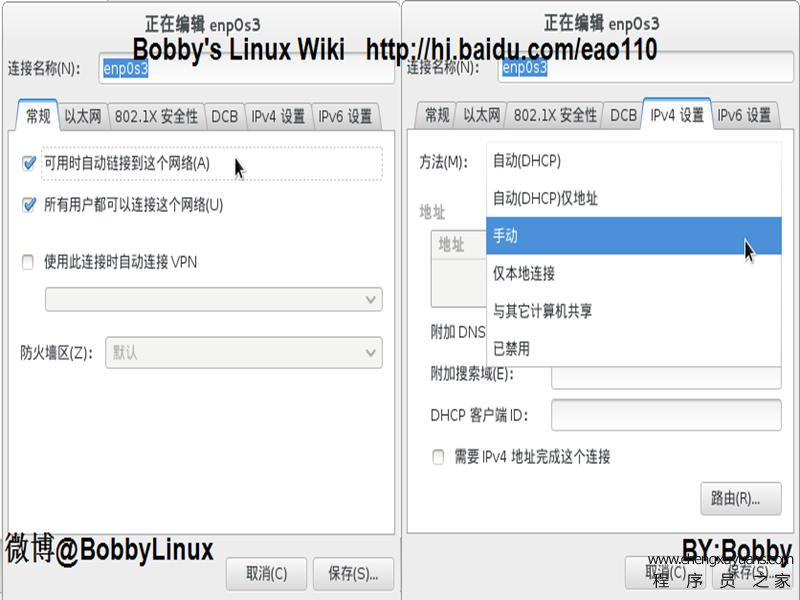 正在编辑 enp0s3
Bobby's Linux Wiki http://hi.baidu.com/eao110
连接名称(N): enp0s3
常规 以太网 802.1X 安全性 DCB IPv4 设置 IPv6 设置
可用时自动链接到这个网络(A)
所有用户都可以连接这个网络(U)
使用此连接时自动连接 VPN
防火墙区(Z): 默认
微博@BobbyLinux
取消(C) 保存(S)...
正在编辑 enp0s3
连接名称(N): enp0s3
常规 以太网 802.1X 安全性 DCB IPv4 设置 IPv6 设置
方法(M): 自动(DHCP)
自动(DHCP)仅地址
地址
手动
地址
仅本地连接
与其它计算机共享
附加 DNS
已禁用
附加搜索域(E):
DHCP 客户端 ID:
需要 IPv4 地址完成这个连接
路由(R)...
BY:Bobby
www.chengxuyuans.com
取消(C) 保存(S)...
程序员之家